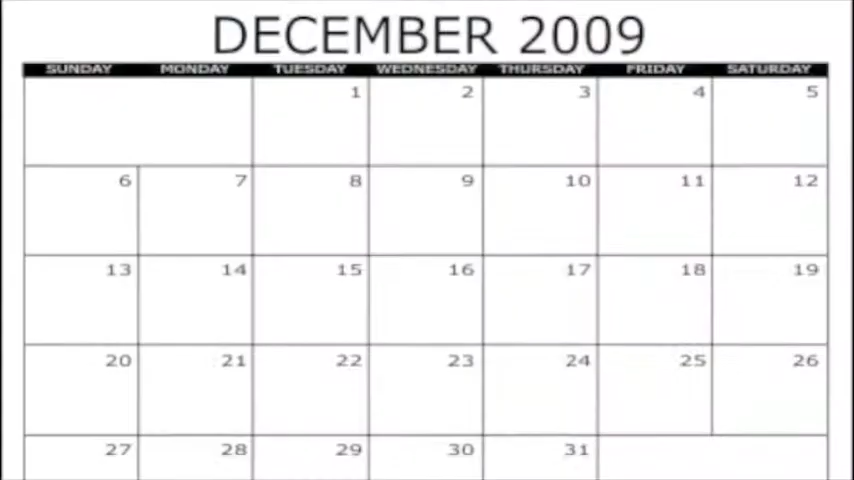 DECEMBER 2009
SUNDAY MONDAY TUESDAY WEDNESDAY THURSDAY FRIDAY SATURDAY
1 2 3 4 5
6 7 8 9 10 11 12
13 14 15 16 17 18 19
20 21 22 23 24 25 26
27 28 29 30 31